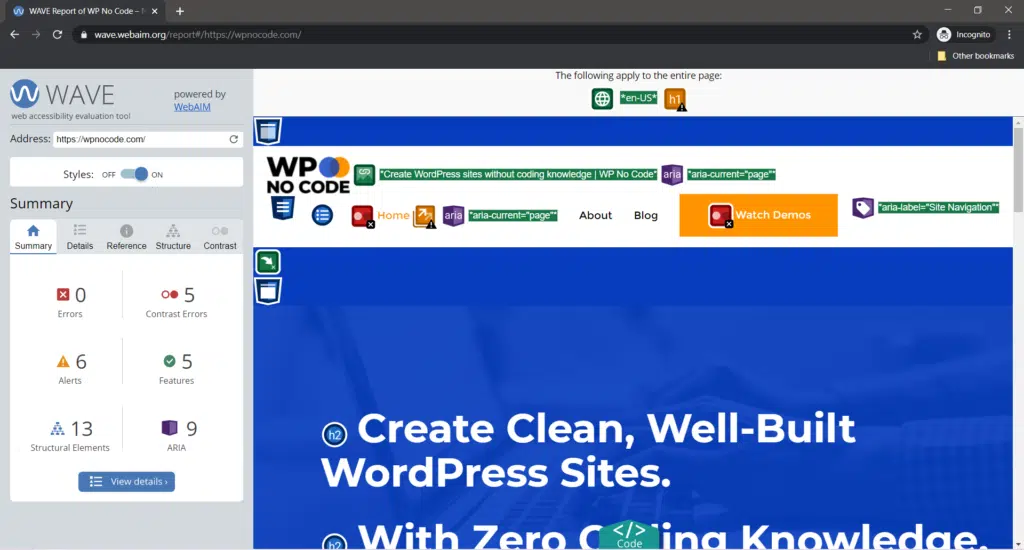 WAVE Report of WP No Code –
wave.webaim.org/report#/https://wpnocode.com/
Incognito
Other bookmarks
WAVE
web accessibility evaluation tool
powered by
WebAIM
Address: https://wpnocode.com/
Styles: OFF ON
Summary
Summary Details Reference Structure Contrast
0 5
Errors Contrast Errors
6 5
Alerts Features
13 9
Structural Elements ARIA
View details ›
The following apply to the entire page:
*en-US* h1
WP
NO CODE
*Create WordPress sites without coding knowledge | WP No Code* aria *aria-current="page"*
Home aria *aria-current="page"* About Blog Watch Demos *aria-label="Site Navigation"*
h2 Create Clean, Well-Built
WordPress Sites.
h2 With Zero Coding Knowledge.
</> Code